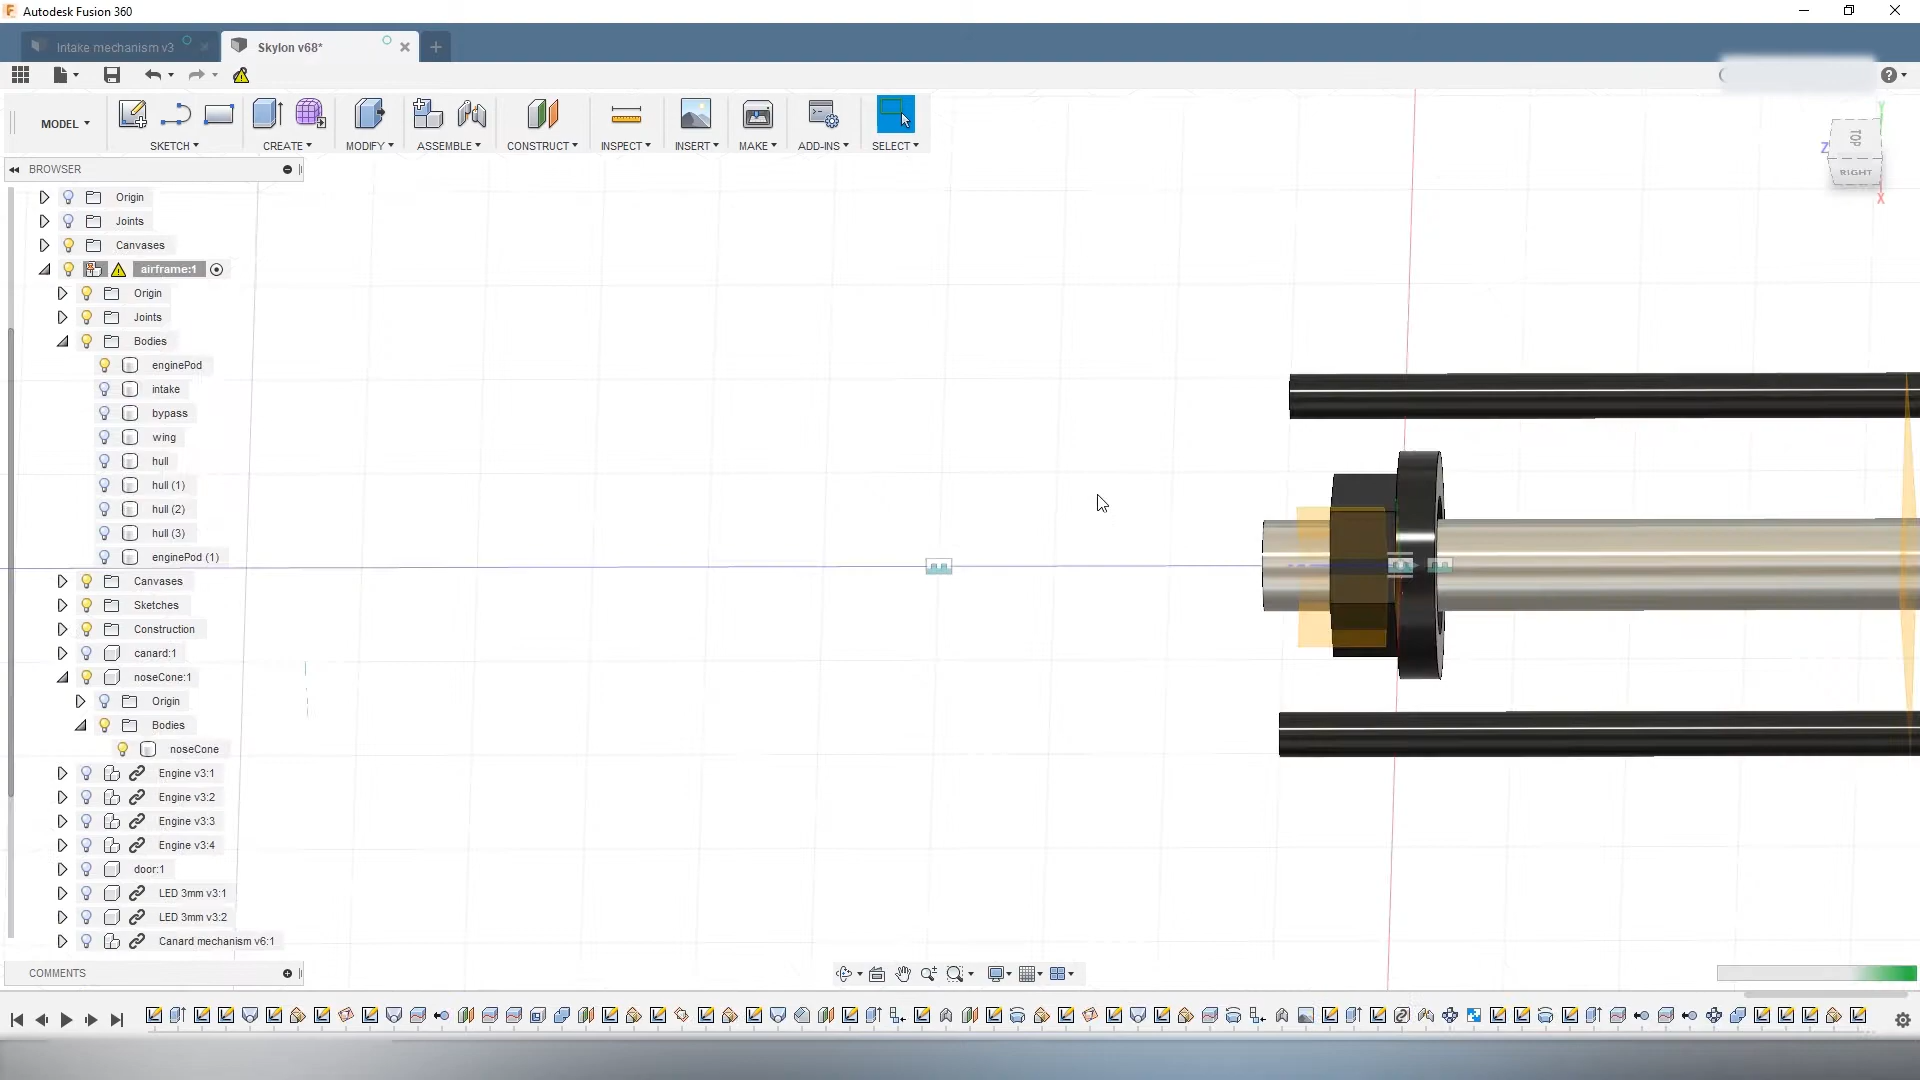 Autodesk Fusion 360
Intake mechanism v3
Skylon v68*
MODEL
SKETCH
CREATE
MODIFY
ASSEMBLE
CONSTRUCT
INSPECT
INSERT
MAKE
ADD-INS
SELECT
TOP
Y
Z
RIGHT
X
BROWSER
Origin
Joints
Canvases
airframe:1
Origin
Joints
Bodies
enginePod
intake
bypass
wing
hull
hull (1)
hull (2)
hull (3)
enginePod (1)
Canvases
Sketches
Construction
canard:1
noseCone:1
Origin
Bodies
noseCone
Engine v3:1
Engine v3:2
Engine v3:3
Engine v3:4
door:1
LED 3mm v3:1
LED 3mm v3:2
Canard mechanism v6:1
COMMENTS